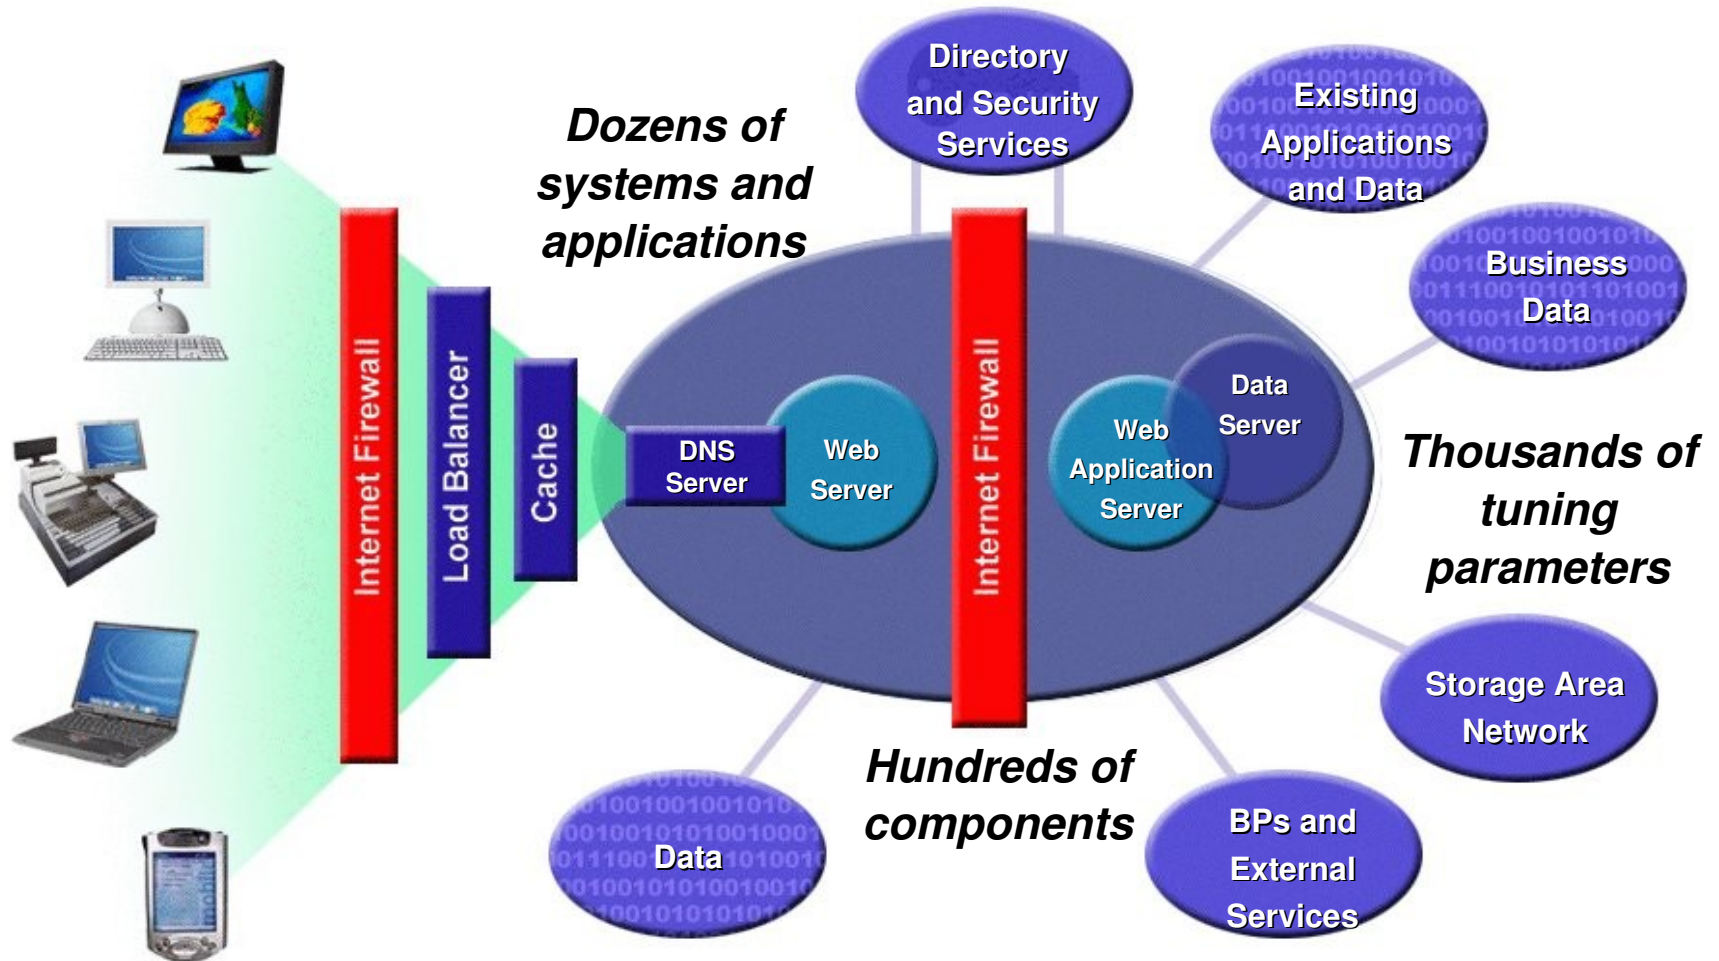 Directory
and Security
Services
Existing
Applications
and Data
Dozens of
systems and
applications
Business
Data
Internet Firewall
Load Balancer
Cache
DNS
Server
Web
Server
Internet Firewall
Web
Application
Server
Data
Server
Thousands of
tuning
parameters
Storage Area
Network
Hundreds of
components
Data
BPs and
External
Services